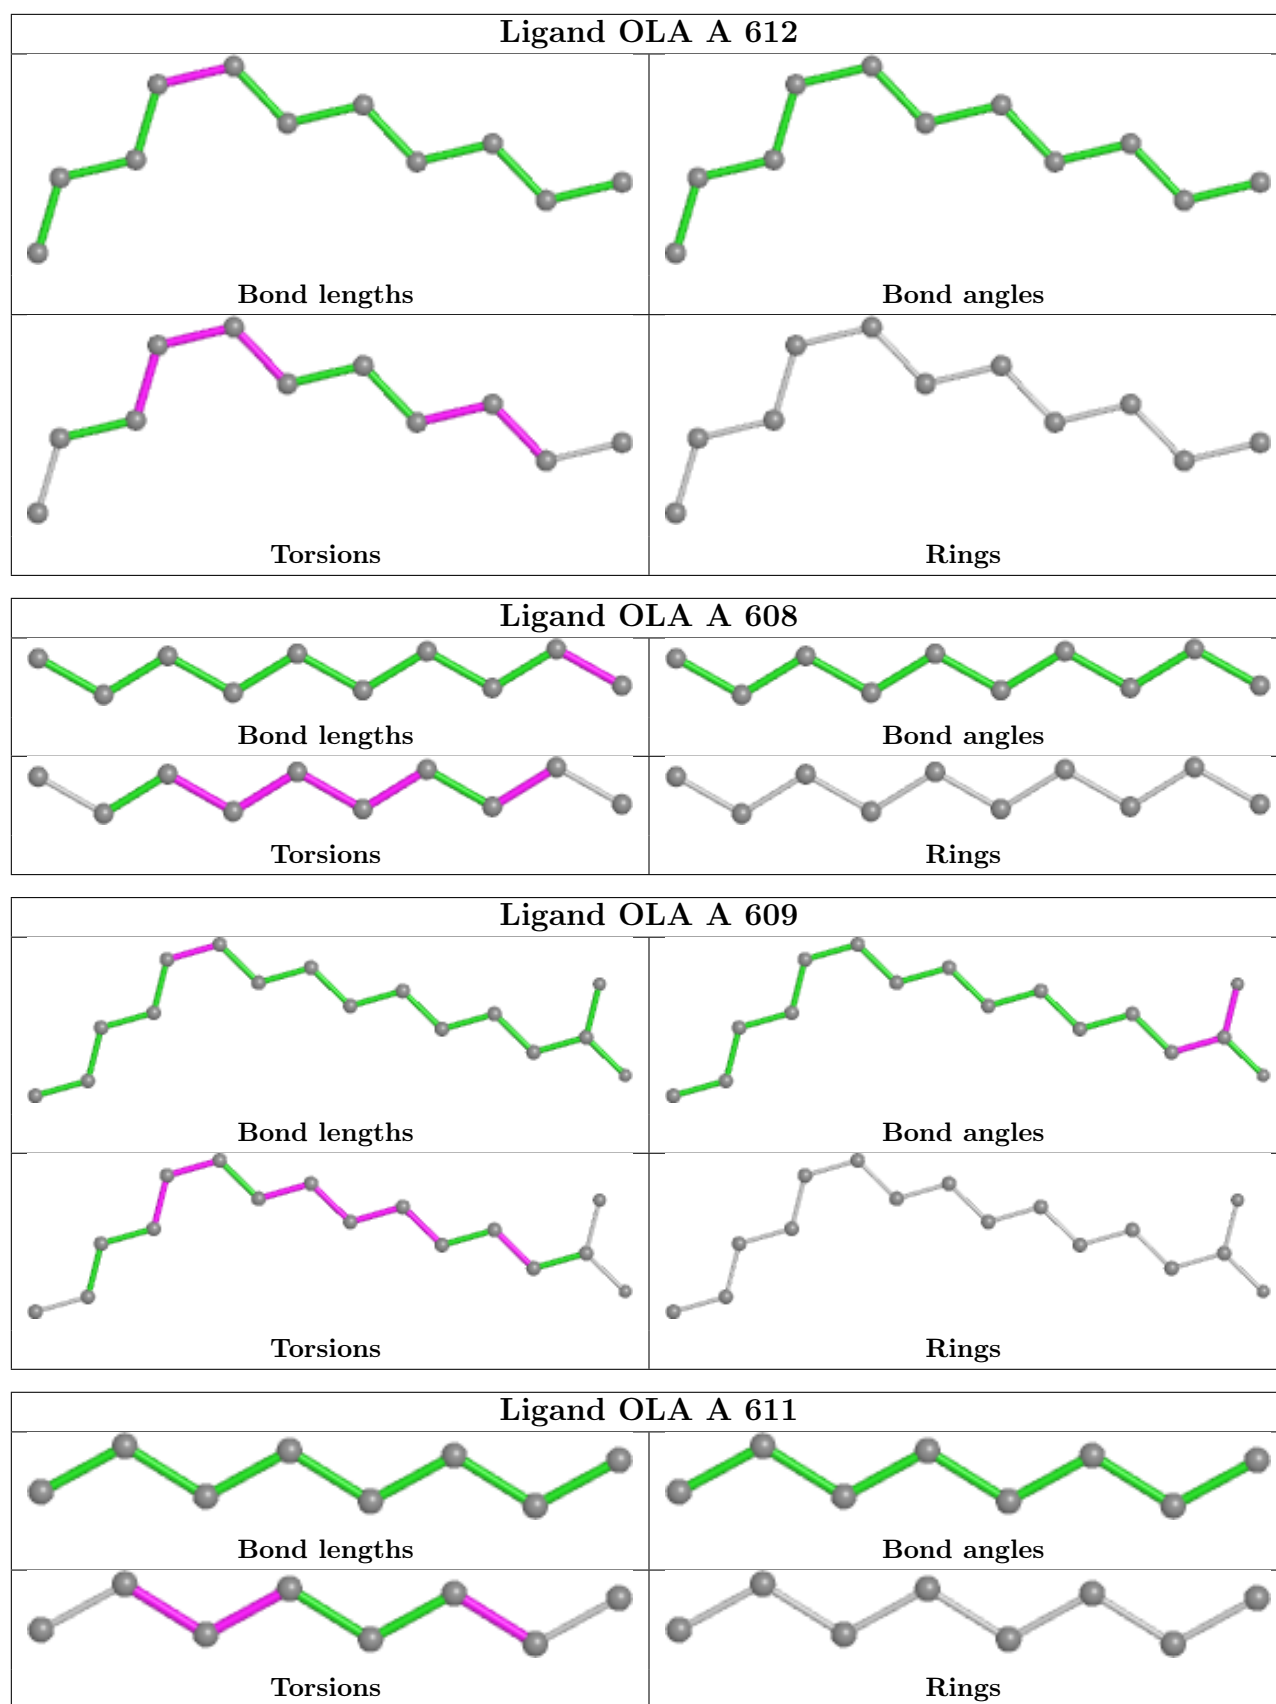 Ligand OLA A 612
Bond lengths
Bond angles
Torsions
Rings
Ligand OLA A 608
Bond lengths
Bond angles
Torsions
Rings
Ligand OLA A 609
Bond lengths
Bond angles
Torsions
Rings
Ligand OLA A 611
Bond lengths
Bond angles
Torsions
Rings